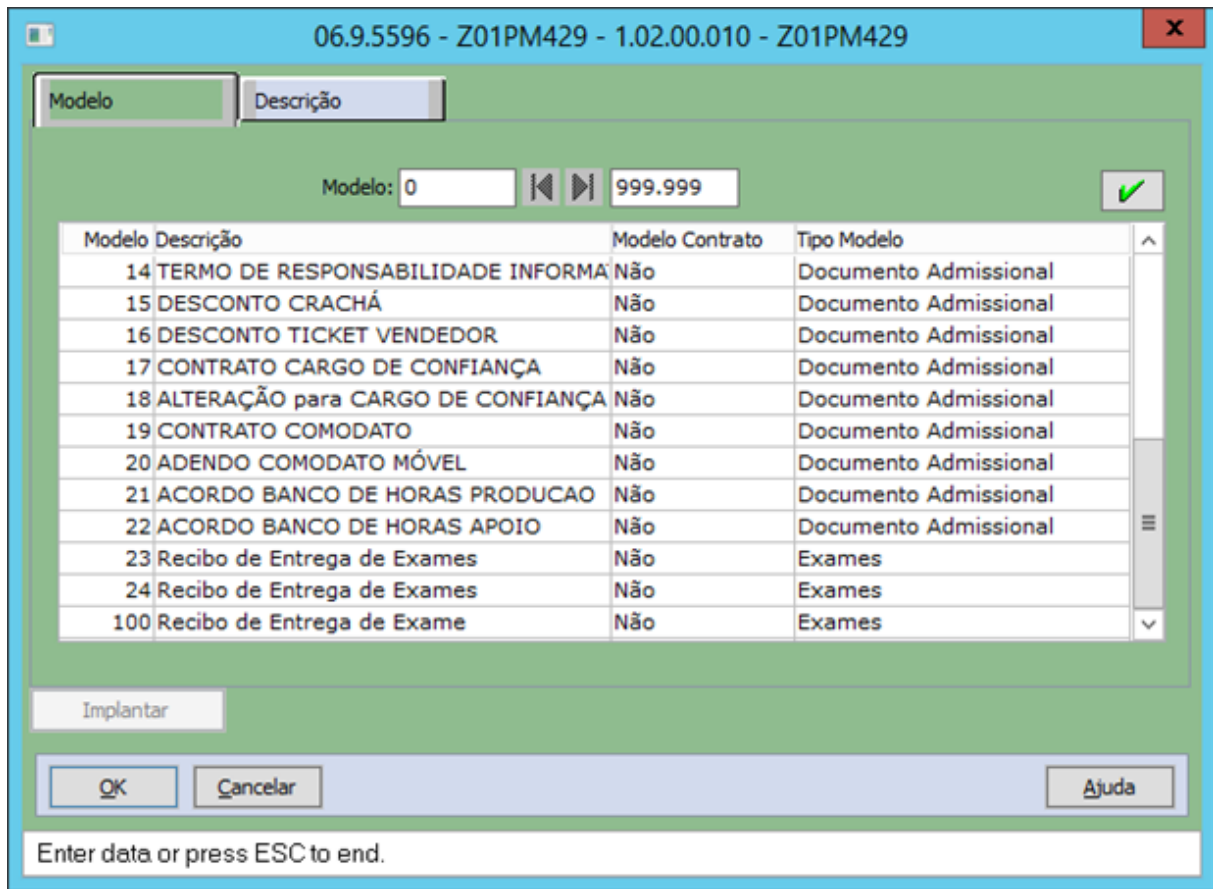 06.9.5596 - Z01PM429 - 1.02.00.010 - Z01PM429 x
Modelo Descrição
Modelo: 0 999.999
Modelo Descrição Modelo Contrato Tipo Modelo
14 TERMO DE RESPONSABILIDADE INFORMA Não Documento Admissional
15 DESCONTO CRACHÁ Não Documento Admissional
16 DESCONTO TICKET VENDEDOR Não Documento Admissional
17 CONTRATO CARGO DE CONFIANÇA Não Documento Admissional
18 ALTERAÇÃO para CARGO DE CONFIANÇA Não Documento Admissional
19 CONTRATO COMODATO Não Documento Admissional
20 ADENDO COMODATO MÓVEL Não Documento Admissional
21 ACORDO BANCO DE HORAS PRODUCAO Não Documento Admissional
22 ACORDO BANCO DE HORAS APOIO Não Documento Admissional
23 Recibo de Entrega de Exames Não Exames
24 Recibo de Entrega de Exames Não Exames
100 Recibo de Entrega de Exame Não Exames
Implantar
OK Cancelar Ajuda
Enter data or press ESC to end.